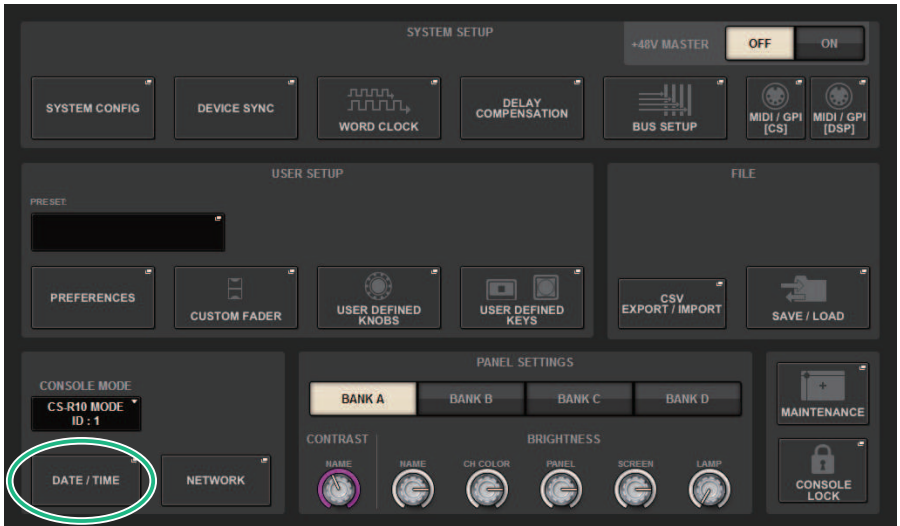 SYSTEM SETUP
+48V MASTER
OFF
ON
SYSTEM CONFIG
DEVICE SYNC
WORD CLOCK
DELAY
COMPENSATION
BUS SETUP
MIDI / GPI
[CS]
MIDI / GPI
[DSP]
USER SETUP
PRESET:
PREFERENCES
CUSTOM FADER
USER DEFINED
KNOBS
USER DEFINED
KEYS
FILE
CSV
EXPORT / IMPORT
SAVE / LOAD
CONSOLE MODE
CS-R10 MODE
ID : 1
DATE / TIME
NETWORK
PANEL SETTINGS
BANK A
BANK B
BANK C
BANK D
CONTRAST
BRIGHTNESS
NAME
NAME
CH COLOR
PANEL
SCREEN
LAMP
MAINTENANCE
CONSOLE
LOCK